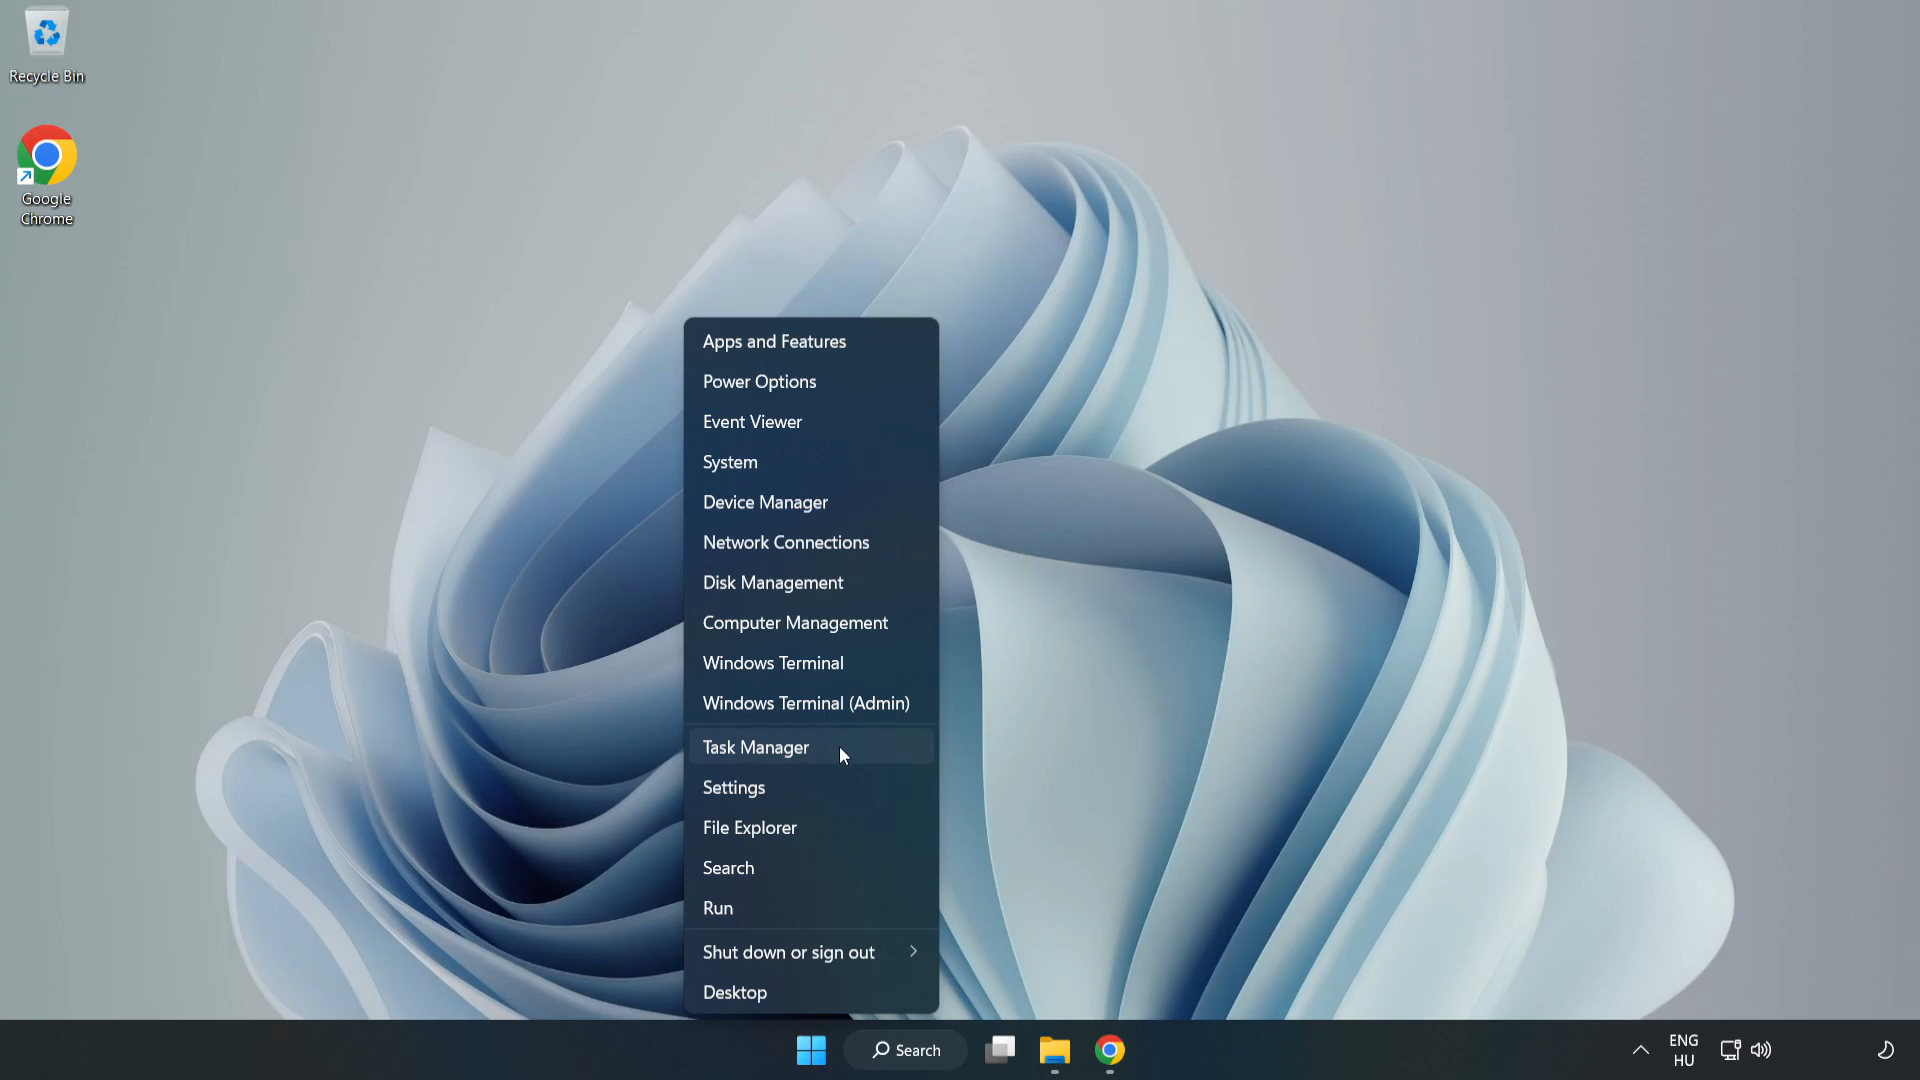 Recycle Bin
Google
Chrome
Apps and Features
Power Options
Event Viewer
System
Device Manager
Network Connections
Disk Management
Computer Management
Windows Terminal
Windows Terminal (Admin)
Task Manager
Settings
File Explorer
Search
Run
Shut down or sign out
Desktop
Search
ENG
HU